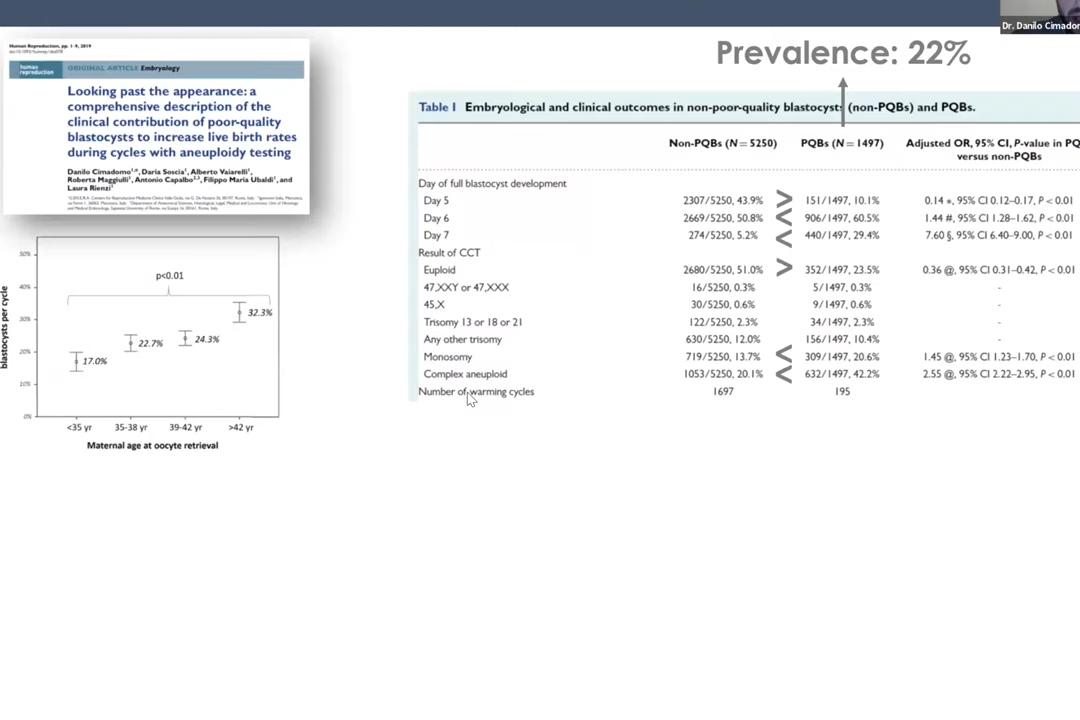 Dr. Danilo Cimador
Prevalence: 22%
Human Reproduction, pp. 1–9, 2019
human reproduction
ORIGINAL ARTICLE Embryology
Looking past the appearance: a
comprehensive description of the
clinical contribution of poor-quality
blastocysts to increase live birth rates
during cycles with aneuploidy testing
Danilo Cimadomo, Daria Soscia, Alberto Vaiarelli,
Roberta Maggiulli, Antonio Capalbo, Filippo Maria Ubaldi, and
Laura Rienzi
blastocysts per cycle
50%
40%
30%
20%
10%
0%
p<0.01
17.0%
22.7%
24.3%
32.3%
<35 yr 35-38 yr 39-42 yr >42 yr
Maternal age at oocyte retrieval
Table 1 Embryological and clinical outcomes in non-poor-quality blastocysts (non-PQBs) and PQBs.
Non-PQBs (N = 5250) PQBs (N = 1497) Adjusted OR, 95% CI, P-value in PQ
versus non-PQBs
Day of full blastocyst development
Day 5 2307/5250, 43.9% > 151/1497, 10.1% 0.14 *, 95% CI 0.12–0.17, P < 0.01
Day 6 2669/5250, 50.8% < 906/1497, 60.5% 1.44 #, 95% CI 1.28–1.62, P < 0.01
Day 7 274/5250, 5.2% < 440/1497, 29.4% 7.60 §, 95% CI 6.40–9.00, P < 0.01
Result of CCT
Euploid 2680/5250, 51.0% > 352/1497, 23.5% 0.36 @, 95% CI 0.31–0.42, P < 0.01
47,XXY or 47,XXX 16/5250, 0.3% 5/1497, 0.3% -
45,X 30/5250, 0.6% 9/1497, 0.6% -
Trisomy 13 or 18 or 21 122/5250, 2.3% 34/1497, 2.3% -
Any other trisomy 630/5250, 12.0% 156/1497, 10.4% -
Monosomy 719/5250, 13.7% < 309/1497, 20.6% 1.45 @, 95% CI 1.23–1.70, P < 0.01
Complex aneuploid 1053/5250, 20.1% < 632/1497, 42.2% 2.55 @, 95% CI 2.22–2.95, P < 0.01
Number of warming cycles 1697 195